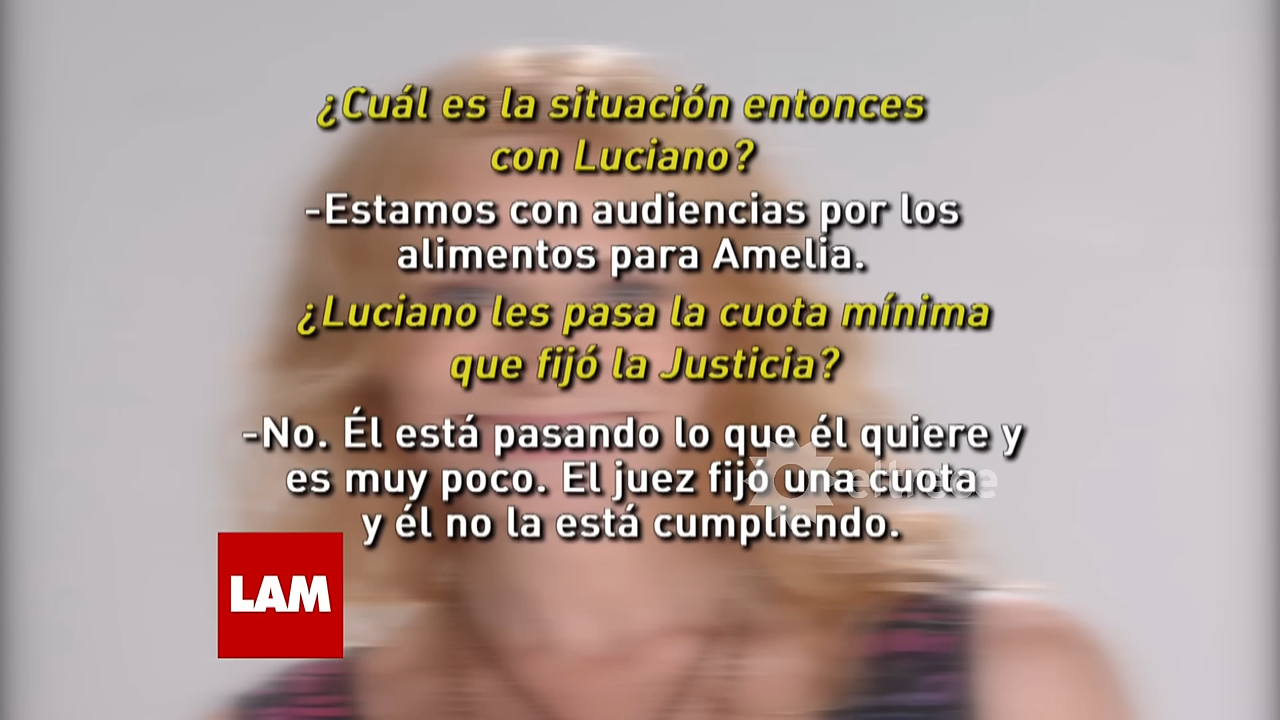 ¿Cuál es la situación entonces
con Luciano?
-Estamos con audiencias por los
alimentos para Amelia.
¿Luciano les pasa la cuota mínima
que fijó la Justicia?
-No. Él está pasando lo que él quiere y
es muy poco. El juez fijó una cuota
y él no la está cumpliendo.
eltrece
LAM